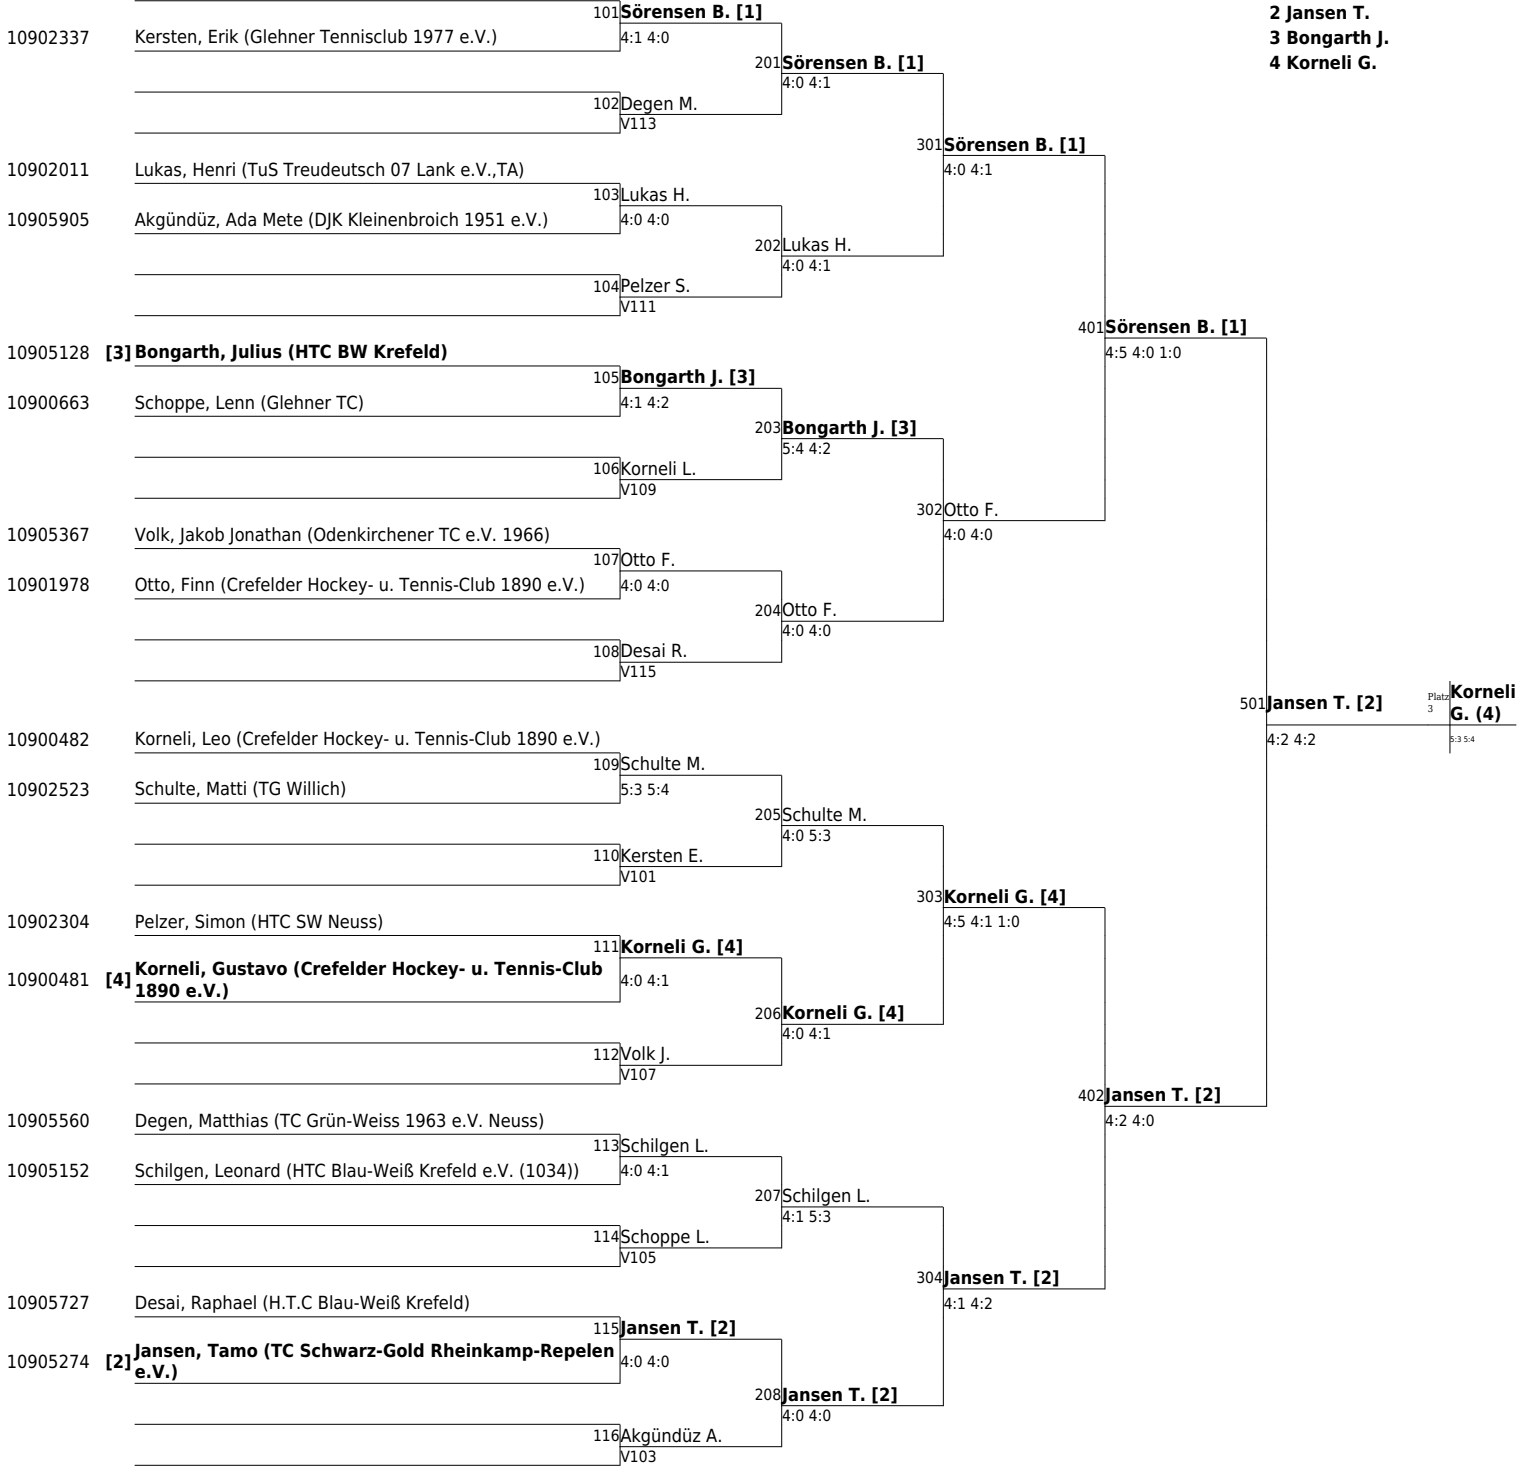 101 Sörensen B. [1]
2 Jansen T.
10902337 Kersten, Erik (Glehner Tennisclub 1977 e.V.) 4:1 4:0
3 Bongarth J.
201 Sörensen B. [1]
4 Korneli G.
4:0 4:1
102 Degen M.
V113
301 Sörensen B. [1]
10902011 Lukas, Henri (TuS Treudeutsch 07 Lank e.V.,TA)
4:0 4:1
103 Lukas H.
10905905 Akgündüz, Ada Mete (DJK Kleinenbroich 1951 e.V.) 4:0 4:0
202 Lukas H.
4:0 4:1
104 Pelzer S.
V111
401 Sörensen B. [1]
10905128 [3] Bongarth, Julius (HTC BW Krefeld)
4:5 4:0 1:0
105 Bongarth J. [3]
10900663 Schoppe, Lenn (Glehner TC) 4:1 4:2
203 Bongarth J. [3]
5:4 4:2
106 Korneli L.
V109
302 Otto F.
10905367 Volk, Jakob Jonathan (Odenkirchener TC e.V. 1966)
4:0 4:0
107 Otto F.
10901978 Otto, Finn (Crefelder Hockey- u. Tennis-Club 1890 e.V.) 4:0 4:0
204 Otto F.
4:0 4:0
108 Desai R.
V115
501 Jansen T. [2]
Platz
3
Korneli
G. (4)
4:2 4:2
5:3 5:4
10900482 Korneli, Leo (Crefelder Hockey- u. Tennis-Club 1890 e.V.)
109 Schulte M.
10902523 Schulte, Matti (TG Willich) 5:3 5:4
205 Schulte M.
4:0 5:3
110 Kersten E.
V101
303 Korneli G. [4]
10902304 Pelzer, Simon (HTC SW Neuss)
4:5 4:1 1:0
111 Korneli G. [4]
10900481 [4] Korneli, Gustavo (Crefelder Hockey- u. Tennis-Club
1890 e.V.)
4:0 4:1
206 Korneli G. [4]
4:0 4:1
112 Volk J.
V107
402 Jansen T. [2]
10905560 Degen, Matthias (TC Grün-Weiss 1963 e.V. Neuss)
4:2 4:0
113 Schilgen L.
10905152 Schilgen, Leonard (HTC Blau-Weiß Krefeld e.V. (1034)) 4:0 4:1
207 Schilgen L.
4:1 5:3
114 Schoppe L.
V105
304 Jansen T. [2]
10905727 Desai, Raphael (H.T.C Blau-Weiß Krefeld)
4:1 4:2
115 Jansen T. [2]
10905274 [2] Jansen, Tamo (TC Schwarz-Gold Rheinkamp-Repelen
e.V.)
4:0 4:0
208 Jansen T. [2]
4:0 4:0
116 Akgündüz A.
V103